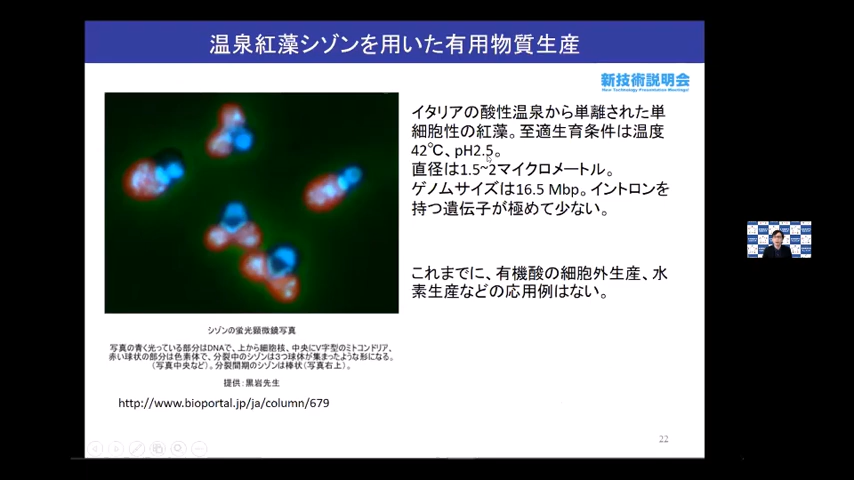 温泉紅藻シゾンを用いた有用物質生産
新技術説明会
New Technology Presentation Meetings!
イタリアの酸性温泉から単離された単
細胞性の紅藻。至適生育条件は温度
42℃、pH2.5。
直径は1.5~2マイクロメートル。
ゲノムサイズは16.5 Mbp。イントロンを
持つ遺伝子が極めて少ない。
これまでに、有機酸の細胞外生産、水
素生産などの応用例はない。
シゾンの蛍光顕微鏡写真
写真の青く光っている部分はDNAで、上から細胞核、中央にV字型のミトコンドリア、
赤い球状の部分は色素体で、分裂中のシゾンは3つ球体が集まったような形になる。
（写真中央など）。分裂間期のシゾンは棒状（写真右上）。
提供：黒岩先生
http://www.bioportal.jp/ja/column/679
22